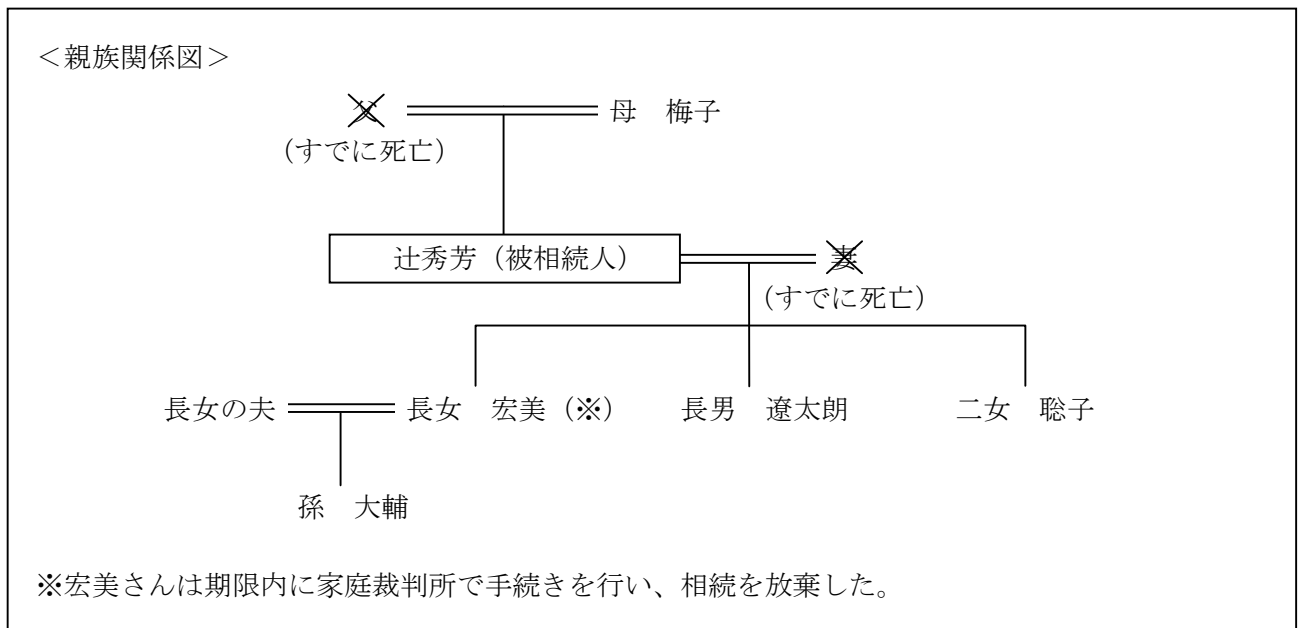 ＜親族関係図＞
父 母　梅子
（すでに死亡）
辻秀芳（被相続人） 妻
（すでに死亡）
長女の夫 長女　宏美（※） 長男　遼太朗 二女　聡子
孫　大輔
※宏美さんは期限内に家庭裁判所で手続きを行い、相続を放棄した。